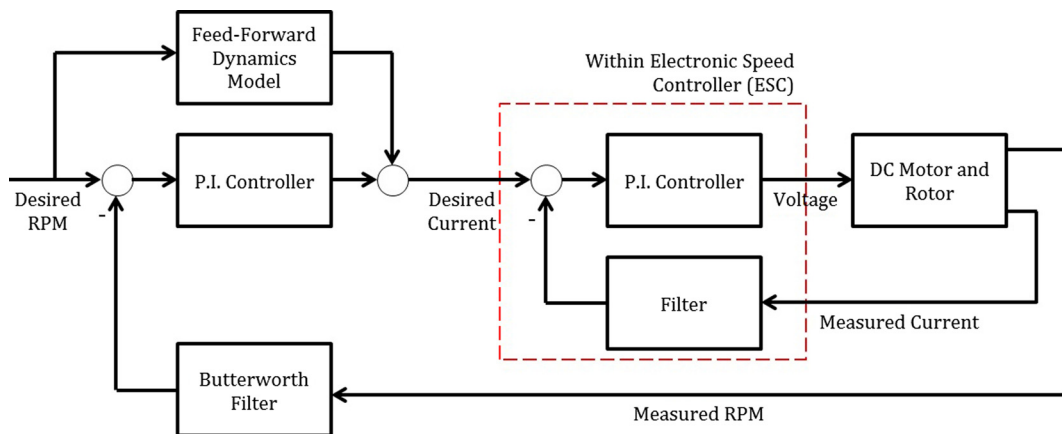 Feed-Forward
Dynamics
Model
Within Electronic Speed
Controller (ESC)
P.I. Controller
P.I. Controller
DC Motor and
Rotor
Desired
RPM
-
Desired
Current
-
Voltage
Filter
Measured Current
Butterworth
Filter
Measured RPM